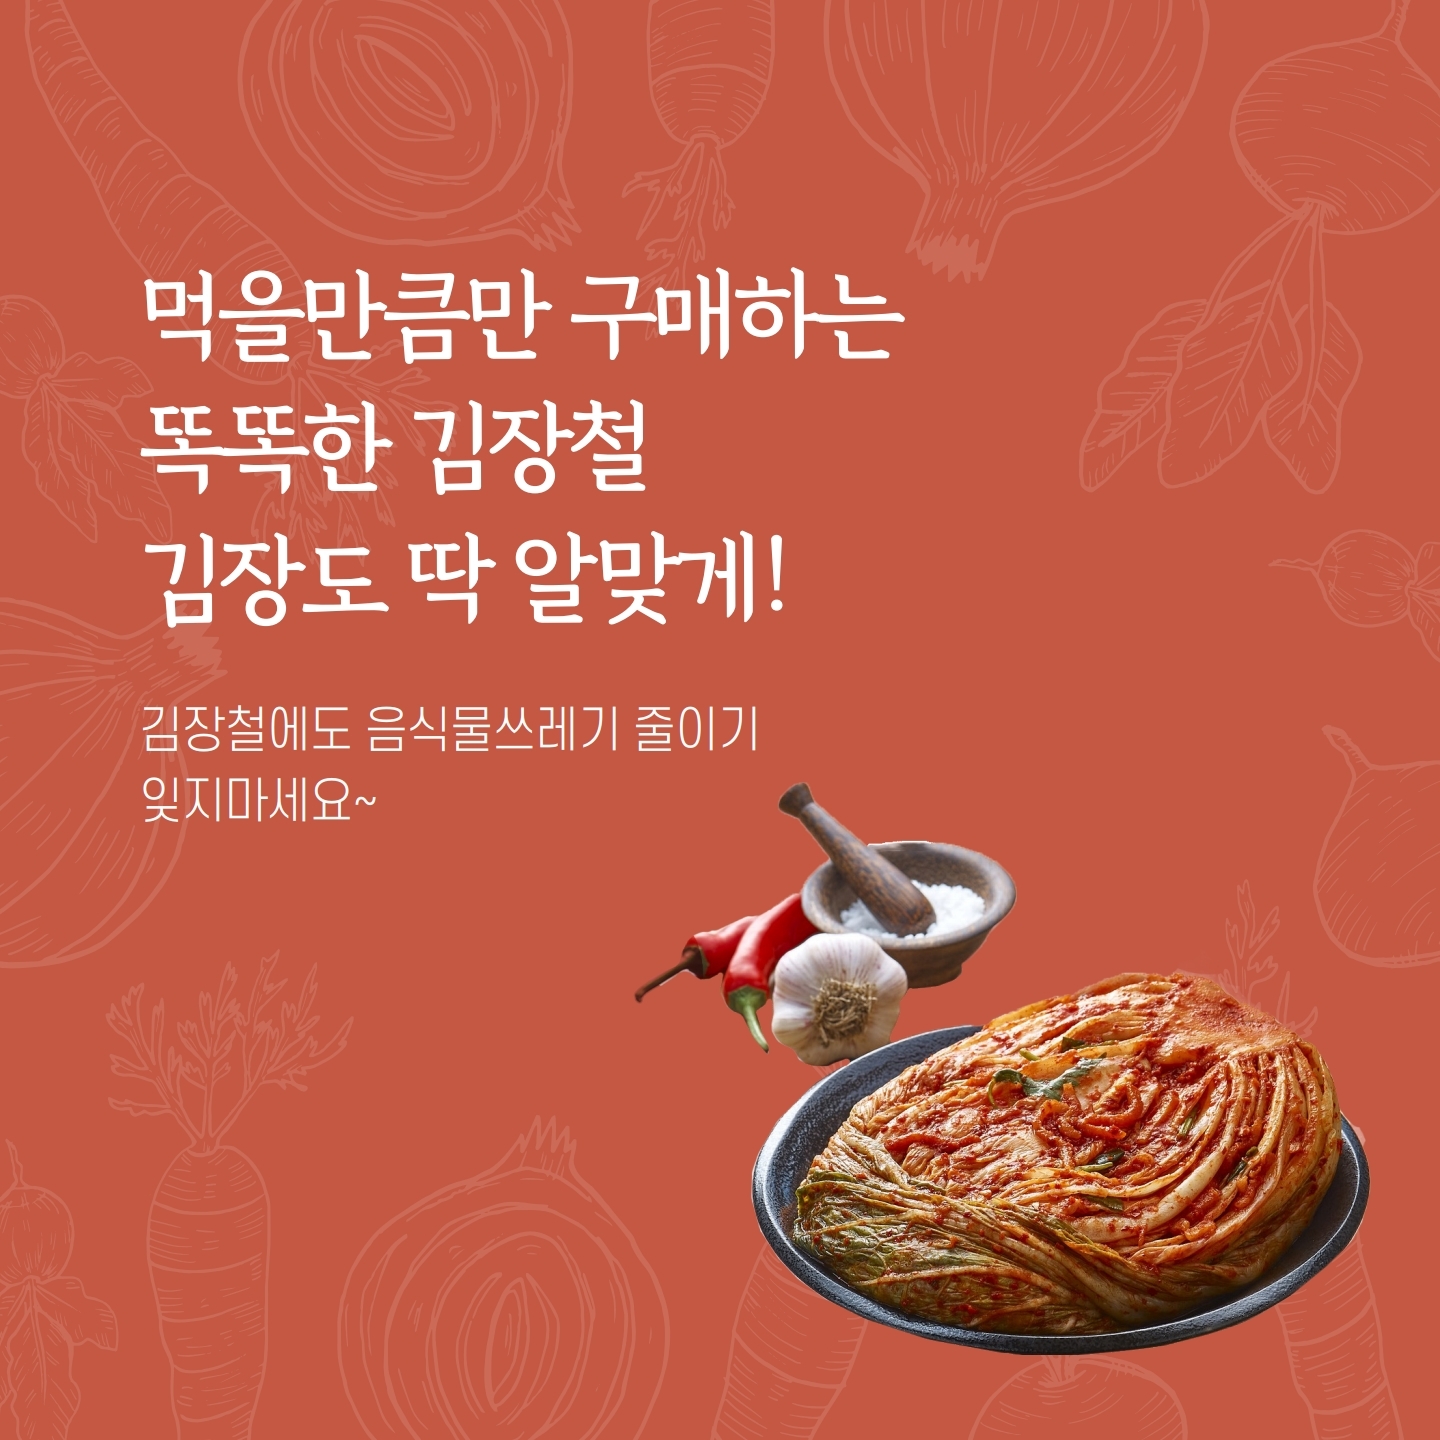 먹을만큼만 구매하는
똑똑한 김장철
김장도 딱 알맞게!
김장철에도 음식물쓰레기 줄이기
잊지마세요~